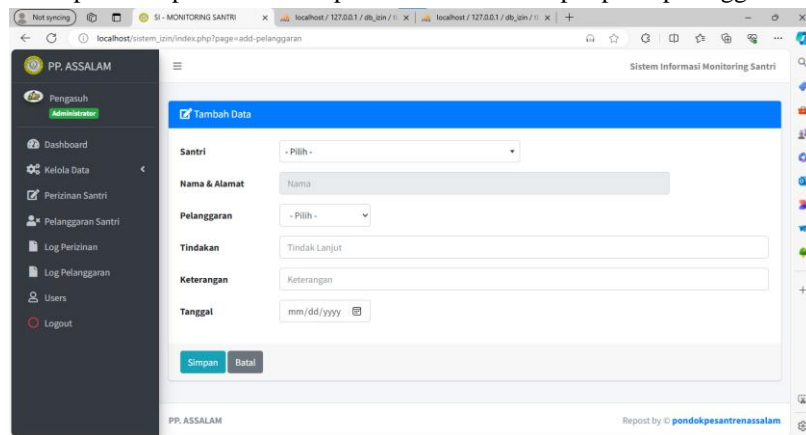 Not syncing
SI - MONITORING SANTRI
localhost / 127.0.0.1 / db_izin /
localhost / 127.0.0.1 / db_izin /
localhost/sistem_izin/index.php?page=add-pelanggaran
PP. ASSALAM
Sistem Informasi Monitoring Santri
Pengasuh
Administrator
Tambah Data
Dashboard
Santri
- Pilih -
Kelola Data
Nama & Alamat
Nama
Perizinan Santri
Pelanggaran
- Pilih -
Pelanggaran Santri
Tindakan
Tindak Lanjut
Log Perizinan
Log Pelanggaran
Keterangan
Keterangan
Users
Tanggal
mm/dd/yyyy
Logout
Simpan
Batal
PP. ASSALAM
Repost by © pondokpesantrenassalam